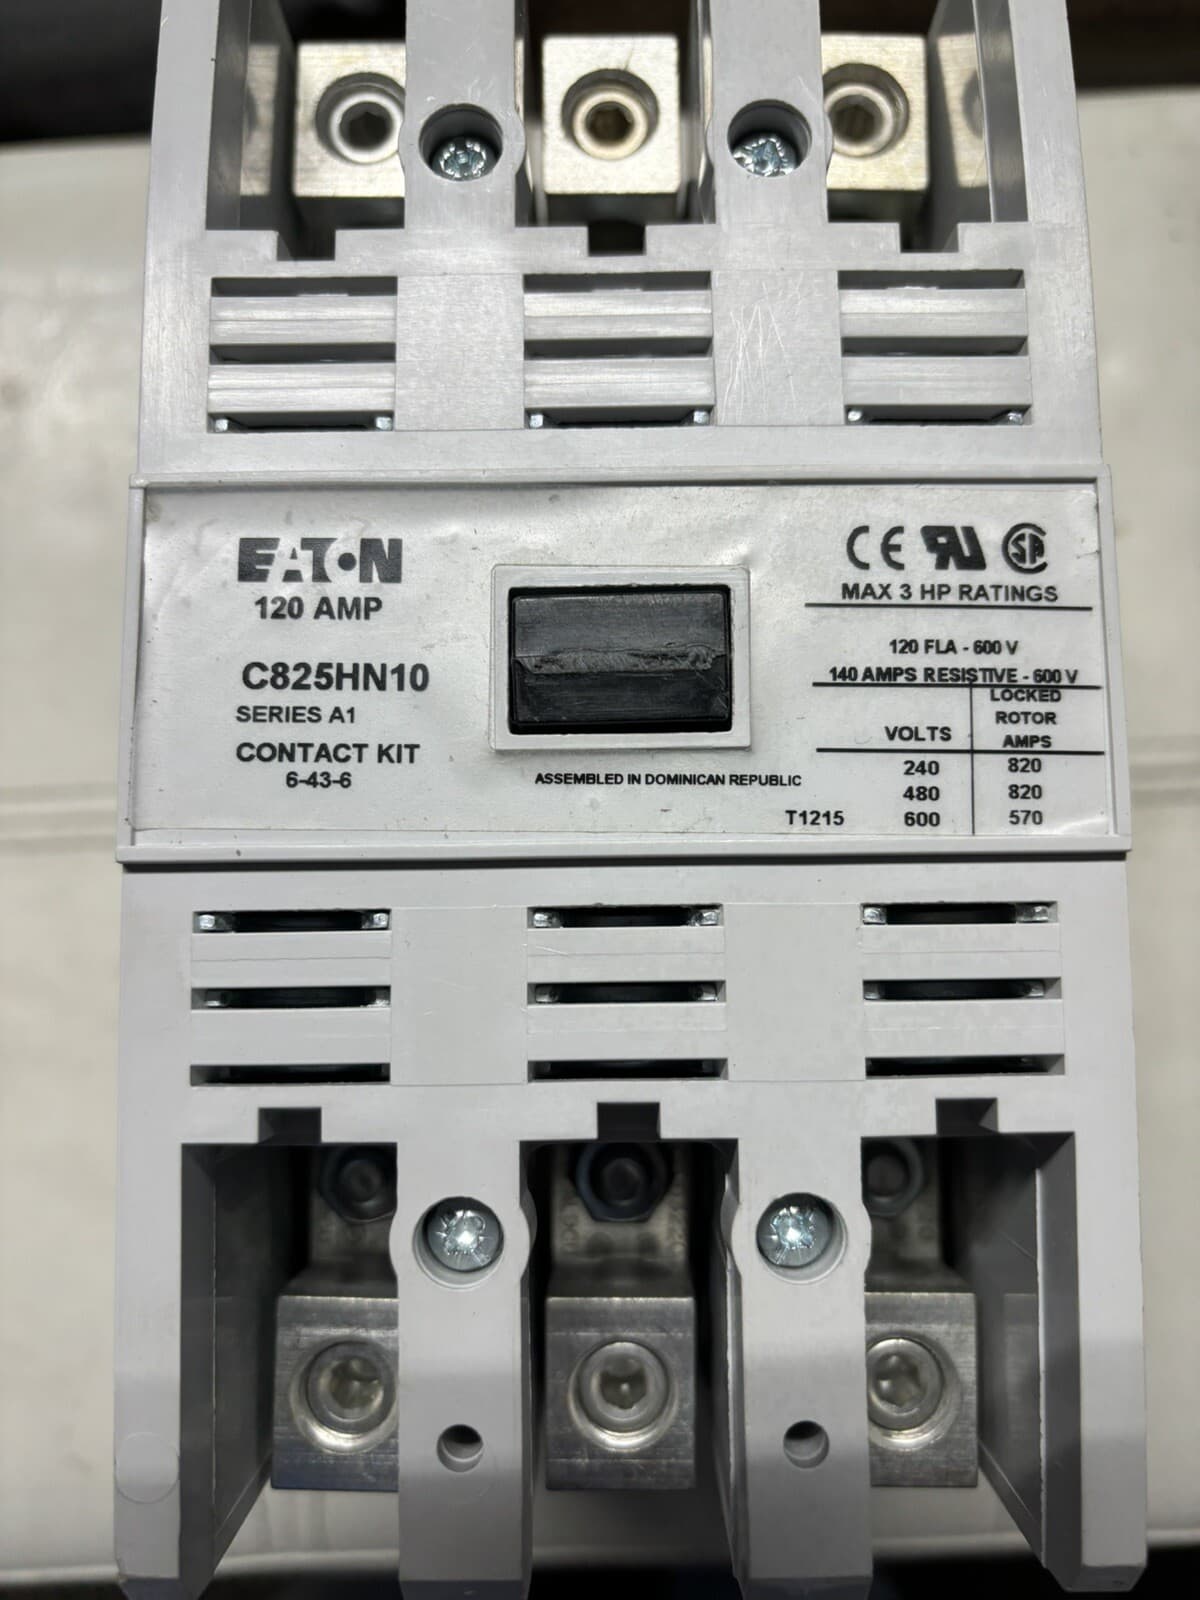 EATON
120 AMP
C825HN10
SERIES A1
CONTACT KIT
6-43-6
ASSEMBLED IN DOMINICAN REPUBLIC
T1215
CE RU SA
MAX 3 HP RATINGS
120 FLA - 600 V
140 AMPS RESISTIVE - 600 V
VOLTS LOCKED ROTOR AMPS
240 820
480 820
600 570